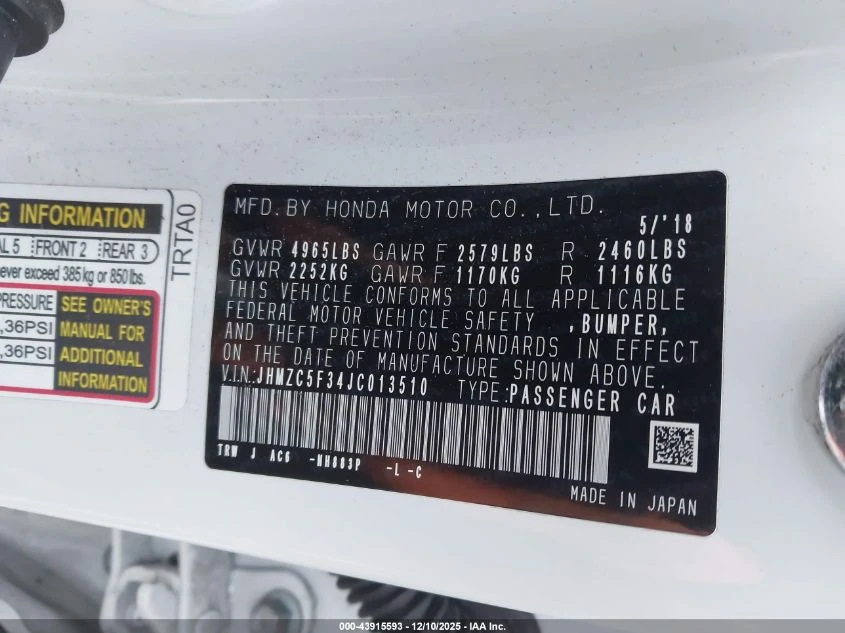 G INFORMATION
AL 5 FRONT 2 REAR 3
ever exceed 385 kg or 850 lbs.
RESSURE SEE OWNER'S
,36PSI MANUAL FOR
,36PSI ADDITIONAL
INFORMATION
TRTA0
MFD. BY HONDA MOTOR CO., LTD.
5/'18
GVWR 4965LBS GAWR F 2579LBS R 2460LBS
GVWR 2252KG GAWR F 1170KG R 1116KG
THIS VEHICLE CONFORMS TO ALL APPLICABLE
FEDERAL MOTOR VEHICLE SAFETY ,BUMPER,
AND THEFT PREVENTION STANDARDS IN EFFECT
ON THE DATE OF MANUFACTURE SHOWN ABOVE.
V.I.N:JHMZC5F34JC013510 TYPE:PASSENGER CAR
TRW J AC6 -NH883P -L -C
MADE IN JAPAN
000-43915593 - 12/10/2025 - IAA Inc.